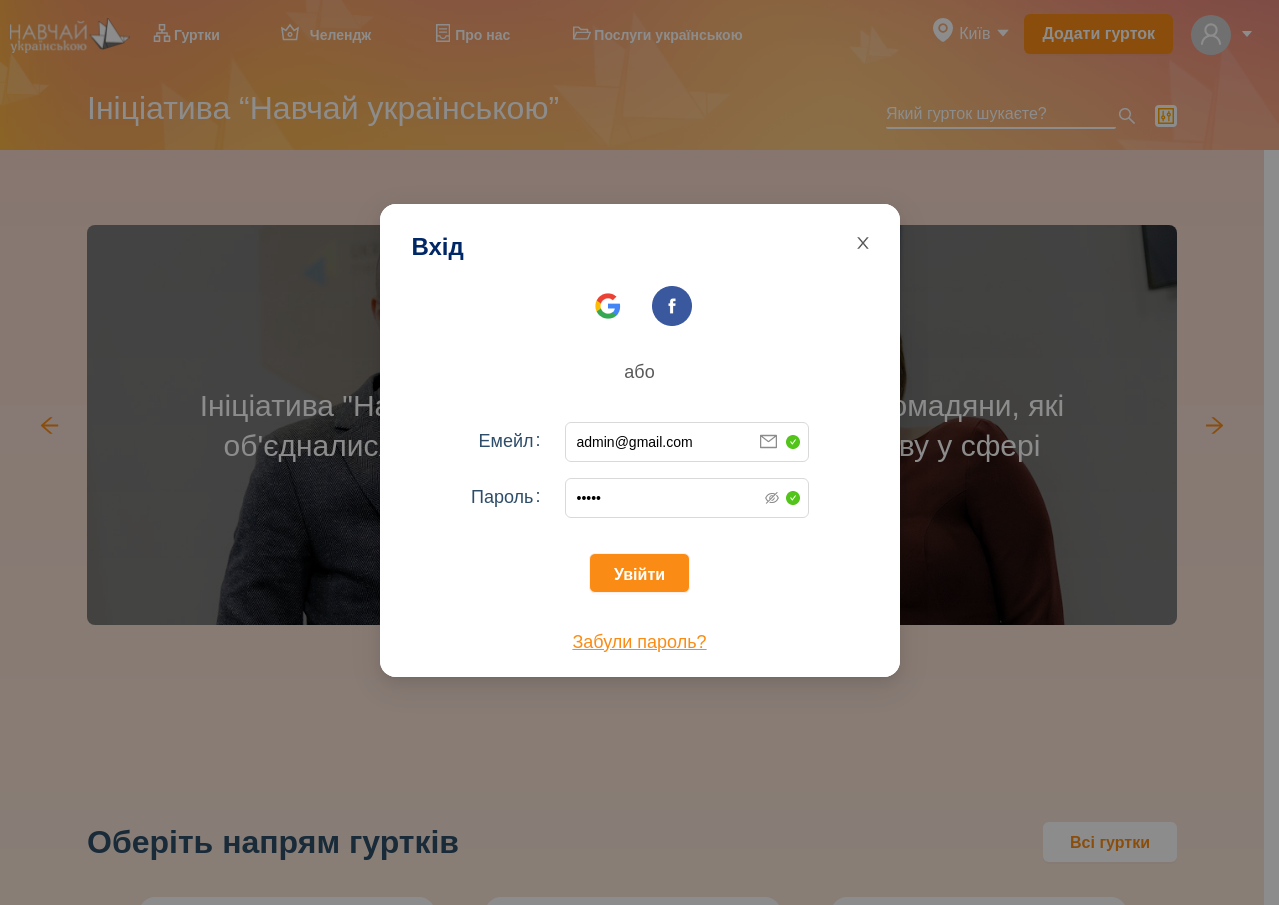 НАВЧАЙ
українською
Гуртки
Челендж
Про нас
Послуги українською
Київ
Додати гурток
Ініціатива “Навчай українською”
Який гурток шукаєте?
Вхід
або
Ініціатива "На
омадяни, які
об'єдналис
ву у сфері
Емейл:
admin@gmail.com
Пароль:
•••••
Увійти
Забули пароль?
Оберіть напрям гуртків
Всі гуртки